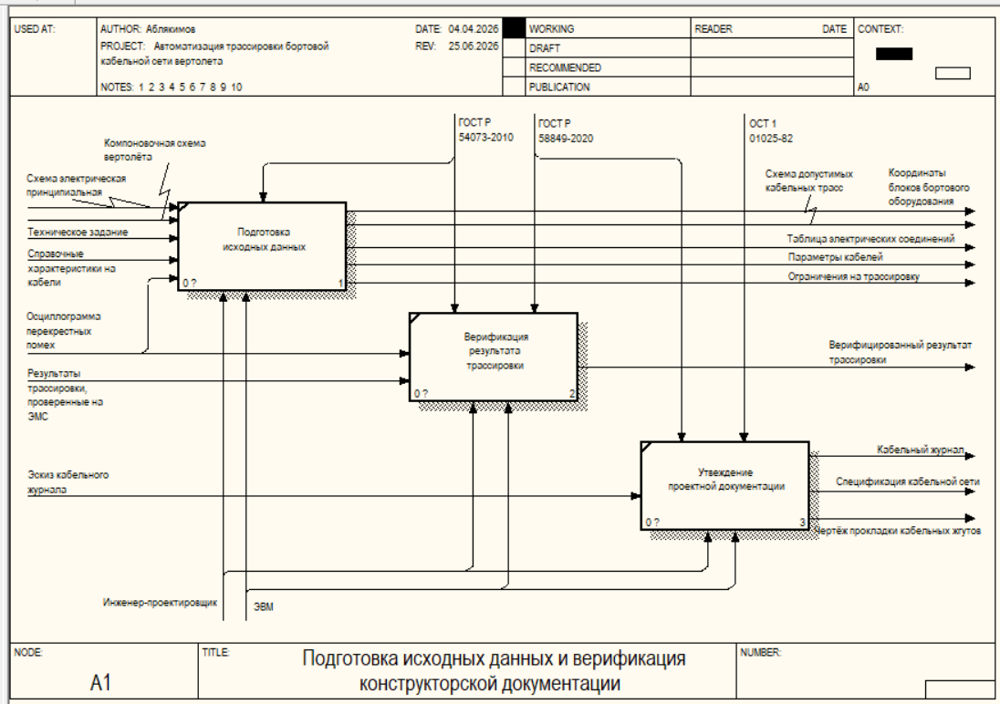 USED AT:
AUTHOR: Аблякимов
DATE: 04.04.2026
PROJECT: Автоматизация трассировки бортовой
кабельной сети вертолета
REV: 25.06.2026
NOTES: 1 2 3 4 5 6 7 8 9 10
WORKING
DRAFT
RECOMMENDED
PUBLICATION
READER
DATE
CONTEXT:
A0
ГОСТ Р
54073-2010
ГОСТ Р
58849-2020
ОСТ 1
01025-82
Компоновочная схема
вертолёта
Схема электрическая
принципиальная
Техническое задание
Справочные
характеристики на
кабели
Осциллограмма
перекрестных
помех
Результаты
трассировки,
проверенные на
ЭМС
Эскиз кабельного
журнала
Подготовка
исходных данных
0 ?
1
Схема допустимых
кабельных трасс
Координаты
блоков бортового
оборудования
Таблица электрических соединений
Параметры кабелей
Ограничения на трассировку
Верификация
результата
трассировки
0 ?
2
Верифицированный результат
трассировки
Утвеждение
проектной документации
0 ?
3
Кабельный журнал
Спецификация кабельной сети
Чертёж прокладки кабельных жгутов
Инженер-проектировщик
ЭВМ
NODE:
A1
TITLE:
Подготовка исходных данных и верификация
конструкторской документации
NUMBER: